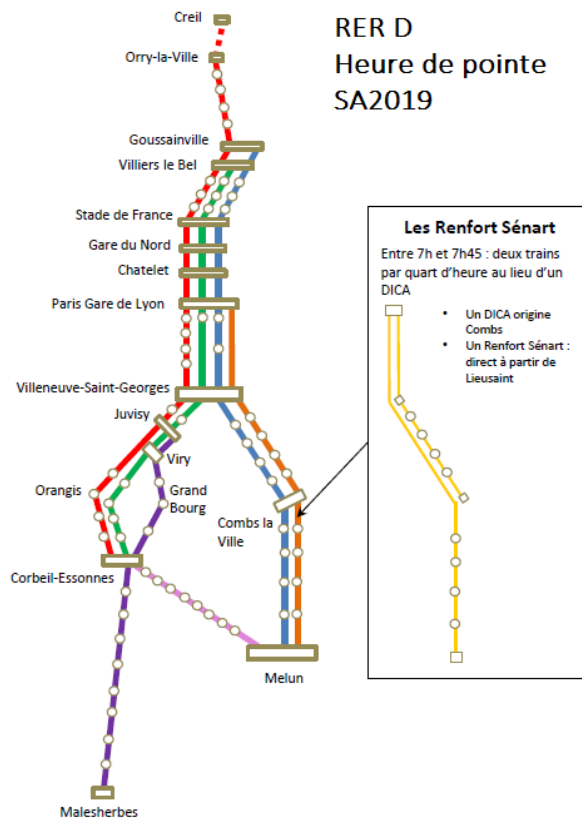 RER D
Heure de pointe
SA2019
Creil
Orry-la-Ville
Goussainville
Villiers le Bel
Stade de France
Gare du Nord
Chatelet
Paris Gare de Lyon
Villeneuve-Saint-Georges
Juvisy
Viry
Orangis
Grand
Bourg
Combs la
Ville
Corbeil-Essonnes
Melun
Malesherbes
Les Renfort Sénart
Entre 7h et 7h45 : deux trains
par quart d'heure au lieu d'un
DICA
• Un DICA origine
Combs
• Un Renfort Sénart :
direct à partir de
Lieusaint